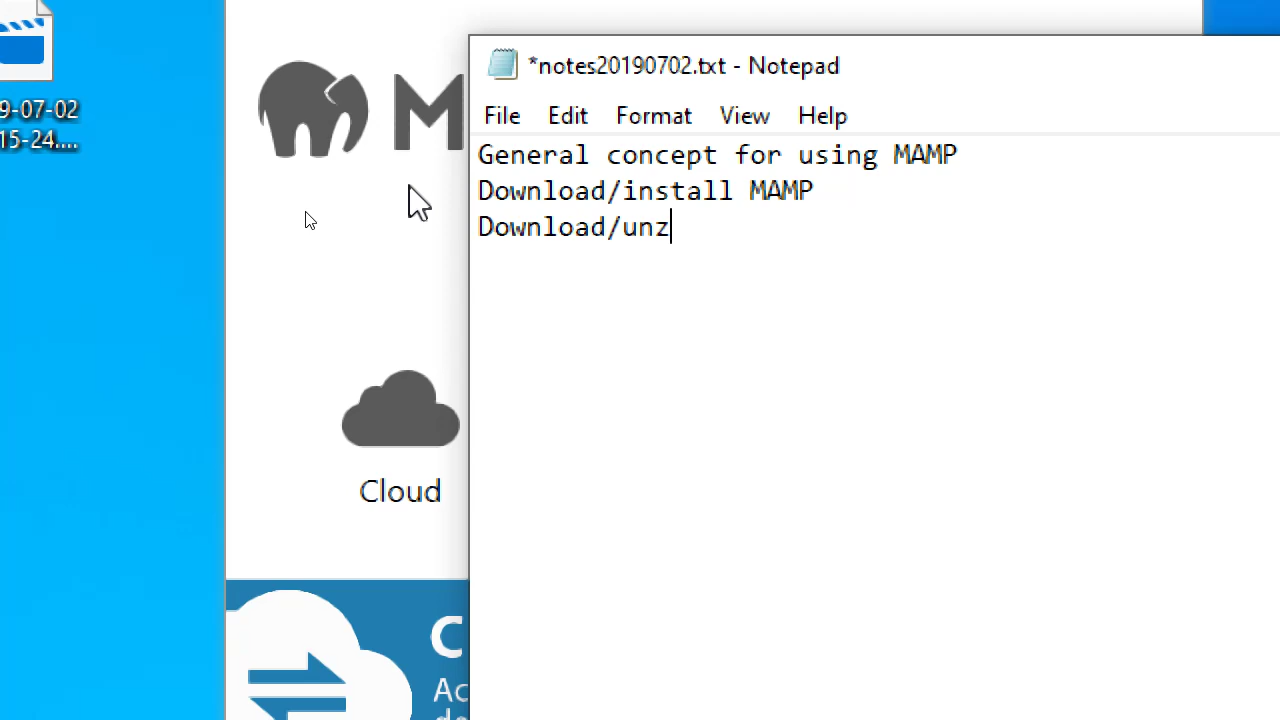 9-07-02
15-24....
M
Cloud
C
Ac
*notes20190702.txt - Notepad
File Edit Format View Help
General concept for using MAMP
Download/install MAMP
Download/unz